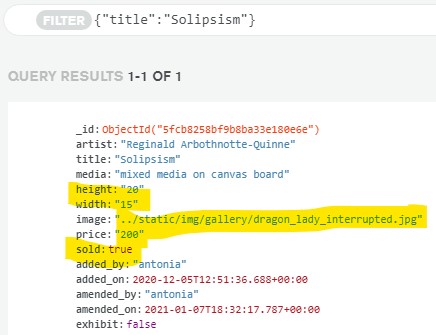 FILTER {"title":"Solipsism"}
QUERY RESULTS 1-1 OF 1
_id: ObjectId("5fcb8258bf9b8ba33e180e6e")
artist: "Reginald Arbothnotte-Quinne"
title: "Solipsism"
media: "mixed media on canvas board"
height: "20"
width: "15"
image: "../static/img/gallery/dragon_lady_interrupted.jpg"
price: "200"
sold: true
added_by: "antonia"
added_on: 2020-12-05T12:51:36.688+00:00
amended_by: "antonia"
amended_on: 2021-01-07T18:32:17.787+00:00
exhibit: false